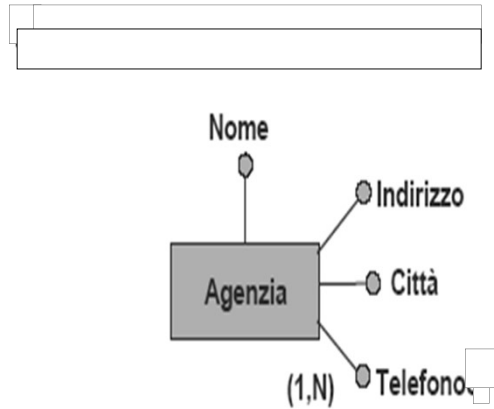 Nome
Indirizzo
Agenzia
Città
(1,N)
Telefono